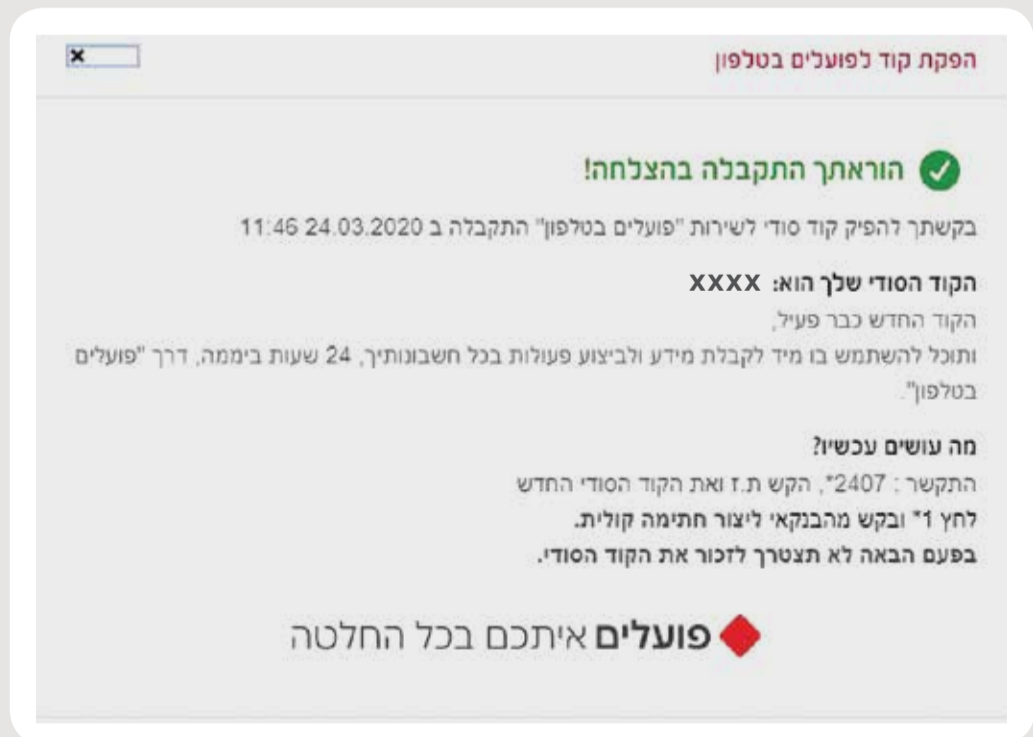 הפקת קוד לפועלים בטלפון
הוראתך התקבלה בהצלחה!
בקשתך להפיק קוד סודי לשירות "פועלים בטלפון" התקבלה ב 24.03.2020 11:46
הקוד הסודי שלך הוא: XXXX
הקוד החדש כבר פעיל,
ותוכל להשתמש בו מיד לקבלת מידע ולביצוע פעולות בכל חשבונותיך, 24 שעות ביממה, דרך "פועלים
בטלפון".
מה עושים עכשיו?
התקשר : 2407*, הקש ת.ז ואת הקוד הסודי החדש
לחץ 1* ובקש מהבנקאי ליצור חתימה קולית.
בפעם הבאה לא תצטרך לזכור את הקוד הסודי.
פועלים איתכם בכל החלטה